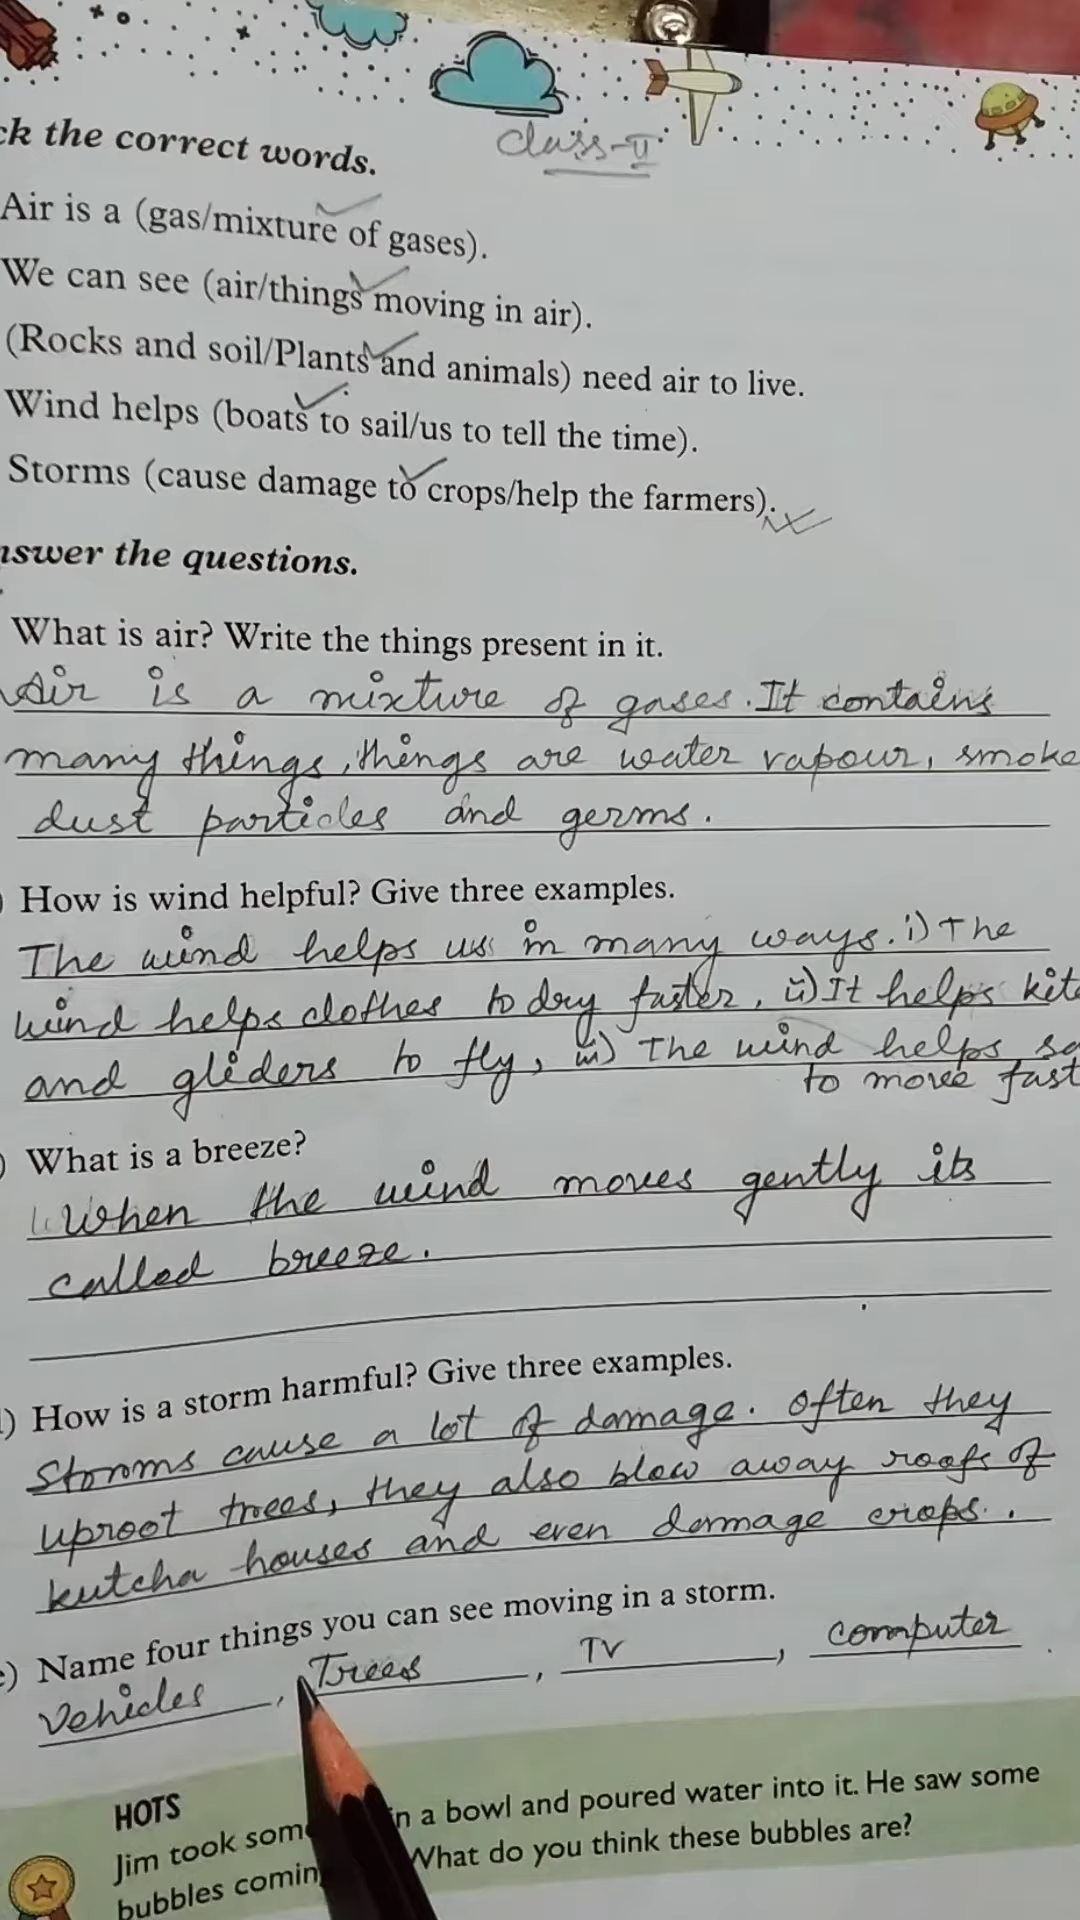 ck the correct words.
Class-II
Air is a (gas/mixture of gases).
We can see (air/things moving in air).
(Rocks and soil/Plants and animals) need air to live.
Wind helps (boats to sail/us to tell the time).
Storms (cause damage to crops/help the farmers).
nswer the questions.
What is air? Write the things present in it.
Air is a mixture of gases. It contains
many things, things are water vapour, smoke
dust particles and germs.
How is wind helpful? Give three examples.
The wind helps us in many ways. i) The
wind helps clothes to dry faster, ii) It helps kite
and gliders to fly, iii) The wind helps sa
to move fast
What is a breeze?
When the wind moves gently its
called breeze.
) How is a storm harmful? Give three examples.
Storms cause a lot of damage. Often they
uproot trees, they also blow away roofs of
kutcha houses and even damage crops.
) Name four things you can see moving in a storm.
Vehicles, Trees, TV, computer.
HOTS
Jim took som in a bowl and poured water into it. He saw some
bubbles comin What do you think these bubbles are?